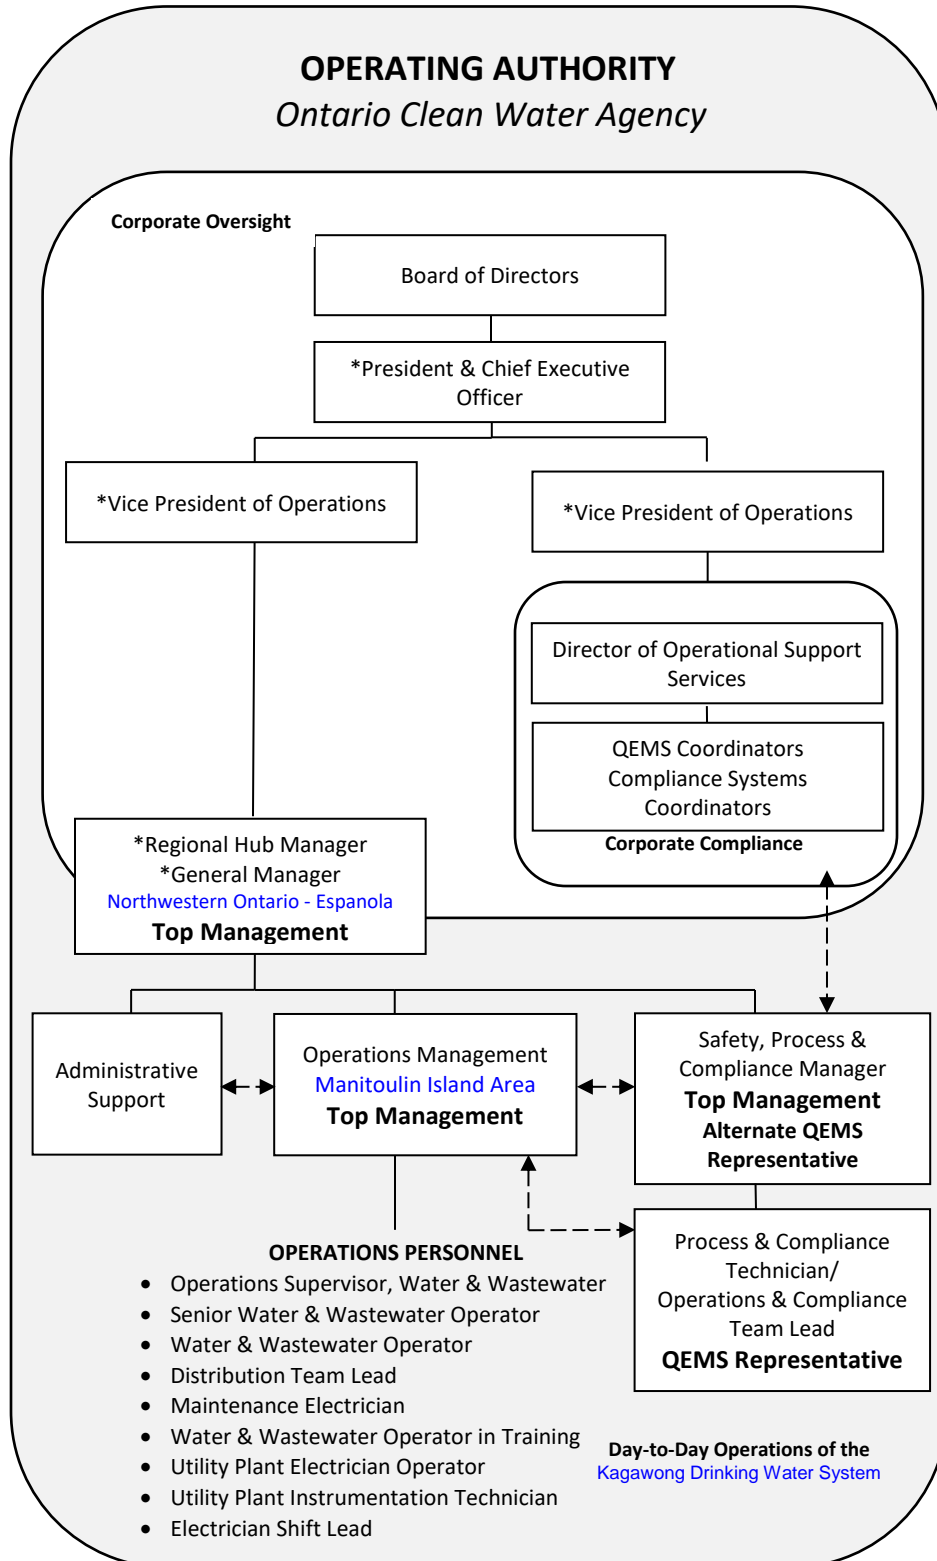 OPERATING AUTHORITY
Ontario Clean Water Agency
Corporate Oversight
Board of Directors
*President & Chief Executive
Officer
*Vice President of Operations
*Vice President of Operations
Director of Operational Support
Services
QEMS Coordinators
Compliance Systems
Coordinators
Corporate Compliance
*Regional Hub Manager
*General Manager
Northwestern Ontario - Espanola
Top Management
Administrative
Support
Operations Management
Manitoulin Island Area
Top Management
Safety, Process &
Compliance Manager
Top Management
Alternate QEMS
Representative
Process & Compliance
Technician/
Operations & Compliance
Team Lead
QEMS Representative
OPERATIONS PERSONNEL
• Operations Supervisor, Water & Wastewater
• Senior Water & Wastewater Operator
• Water & Wastewater Operator
• Distribution Team Lead
• Maintenance Electrician
• Water & Wastewater Operator in Training
• Utility Plant Electrician Operator
• Utility Plant Instrumentation Technician
• Electrician Shift Lead
Day-to-Day Operations of the
Kagawong Drinking Water System